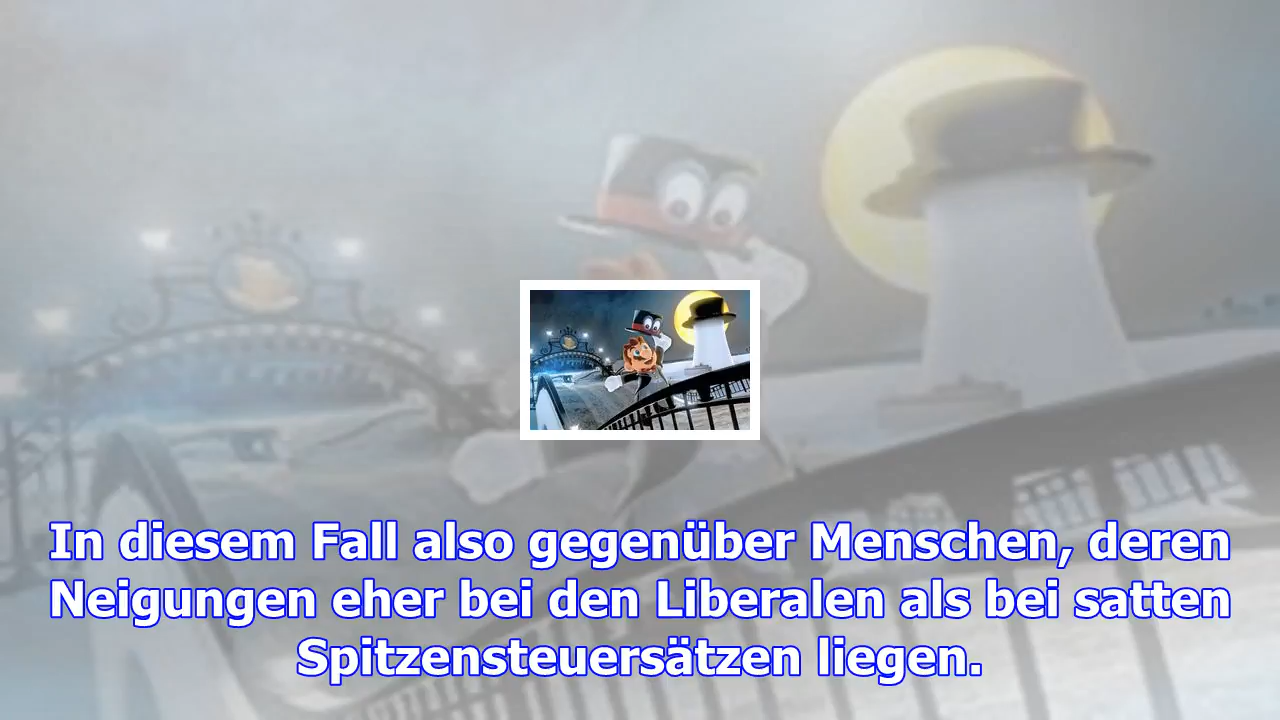 In diesem Fall also gegenüber Menschen, deren
Neigungen eher bei den Liberalen als bei satten
Spitzensteuersätzen liegen.